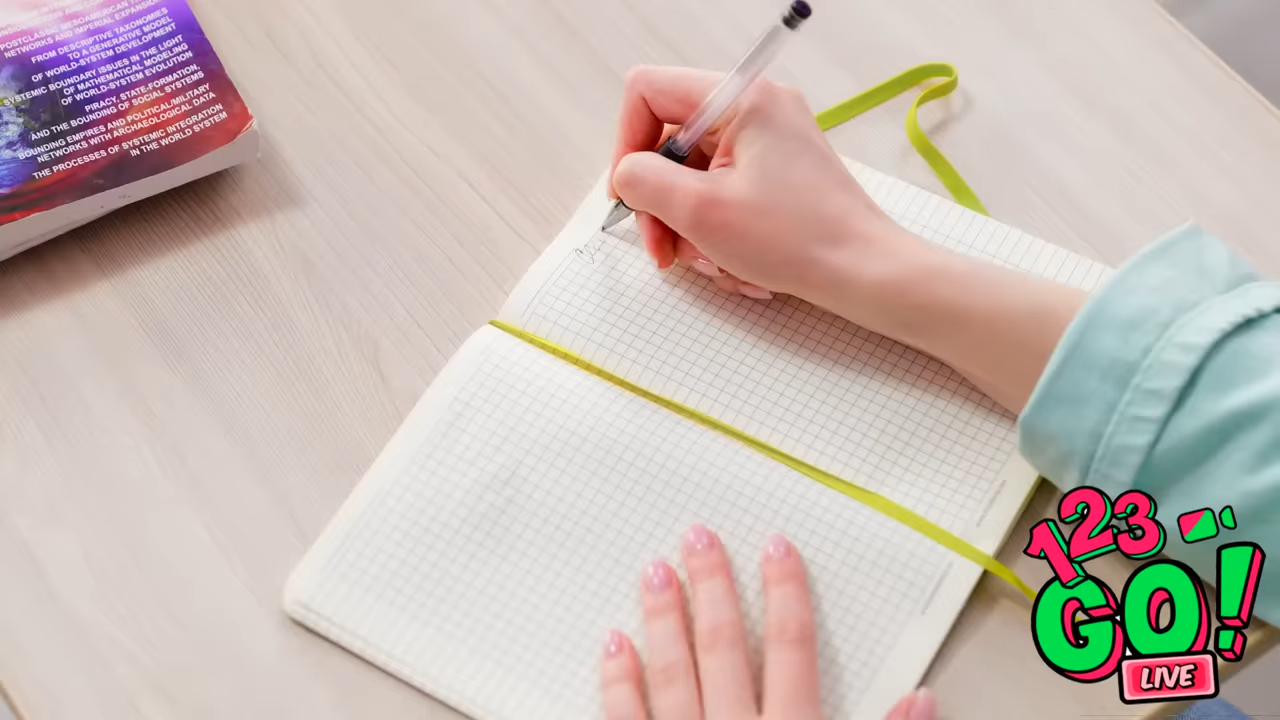 POSTCLASSIC MESOAMERICAN
NETWORKS AND IMPERIAL EXPANSION
FROM DESCRIPTIVE TAXONOMIES
TO A GENERATIVE MODEL
OF WORLD-SYSTEM DEVELOPMENT
SYSTEMIC BOUNDARY ISSUES IN THE LIGHT
OF MATHEMATICAL MODELING
OF WORLD-SYSTEM EVOLUTION
PIRACY, STATE-FORMATION,
AND THE BOUNDING OF SOCIAL SYSTEMS
BOUNDING EMPIRES AND POLITICAL/MILITARY
NETWORKS WITH ARCHAEOLOGICAL DATA
THE PROCESSES OF SYSTEMIC INTEGRATION
IN THE WORLD SYSTEM
123
GO!
LIVE